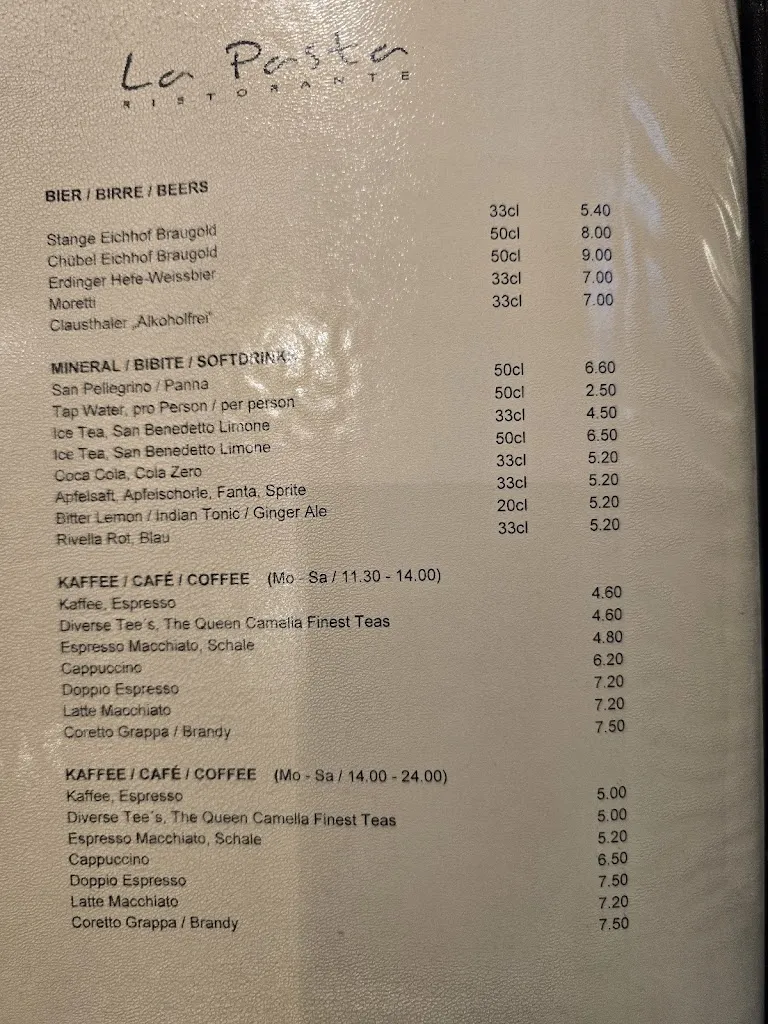 La Pasta
RISTORANTE
BIER / BIRRE / BEERS
Stange Eichhof Braugold 33cl 5.40
Chübel Eichhof Braugold 50cl 8.00
Erdinger Hefe-Weissbier 50cl 9.00
Moretti 33cl 7.00
Clausthaler „Alkoholfrei" 33cl 7.00
MINERAL / BIBITE / SOFTDRINKS
San Pellegrino / Panna 50cl 6.60
Tap Water, pro Person / per person 50cl 2.50
Ice Tea, San Benedetto Limone 33cl 4.50
Ice Tea, San Benedetto Limone 50cl 6.50
Coca Cola, Cola Zero 33cl 5.20
Apfelsaft, Apfelschorle, Fanta, Sprite 33cl 5.20
Bitter Lemon / Indian Tonic / Ginger Ale 20cl 5.20
Rivella Rot, Blau 33cl 5.20
KAFFEE / CAFÉ / COFFEE (Mo - Sa / 11.30 - 14.00)
Kaffee, Espresso 4.60
Diverse Tee´s, The Queen Camelia Finest Teas 4.60
Espresso Macchiato, Schale 4.80
Cappuccino 6.20
Doppio Espresso 7.20
Latte Macchiato 7.20
Coretto Grappa / Brandy 7.50
KAFFEE / CAFÉ / COFFEE (Mo - Sa / 14.00 - 24.00)
Kaffee, Espresso 5.00
Diverse Tee´s, The Queen Camelia Finest Teas 5.00
Espresso Macchiato, Schale 5.20
Cappuccino 6.50
Doppio Espresso 7.50
Latte Macchiato 7.20
Coretto Grappa / Brandy 7.50